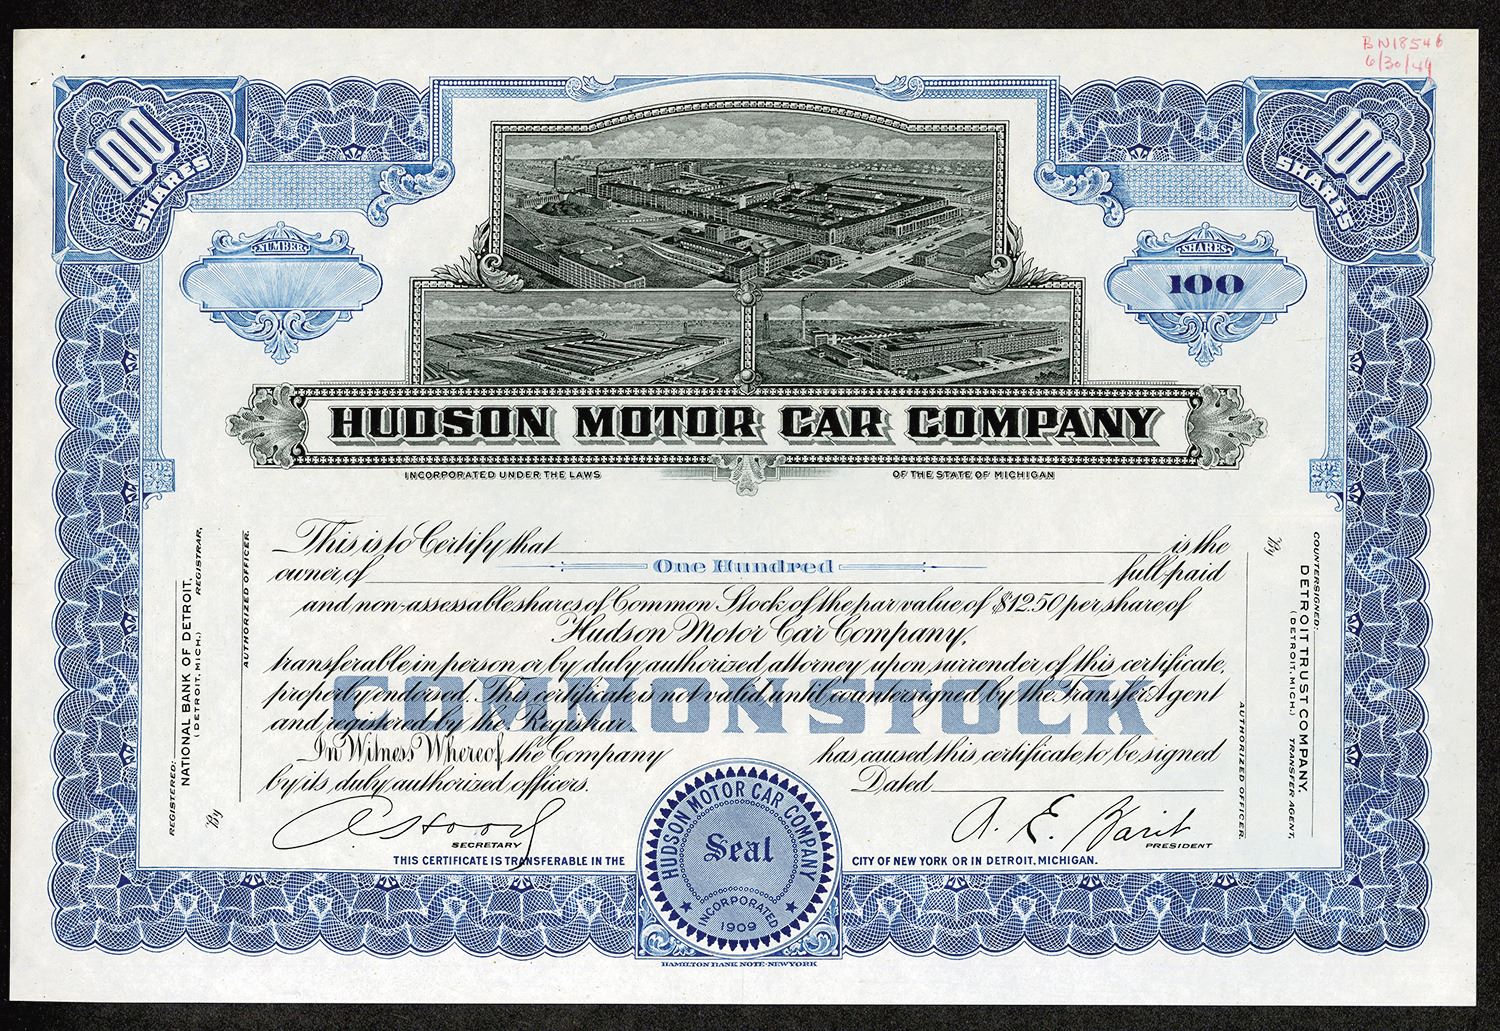 BN18546
6/30/49
100
SHARES
100
SHARES
NUMBER
SHARES
100
HUDSON MOTOR CAR COMPANY
INCORPORATED UNDER THE LAWS OF THE STATE OF MICHIGAN
This is to Certify that is the
owner of One Hundred full-paid
and non-assessable shares of Common Stock of the par value of $12.50 per share of
Hudson Motor Car Company,
transferable in person or by duly authorized attorney upon surrender of this certificate,
properly endorsed. This certificate is not valid until countersigned by the Transfer Agent
and registered by the Registrar.
COMMON STOCK
In Witness Whereof, the Company has caused this certificate to be signed
by its duly authorized officers. Dated
A. E. Barit
SECRETARY
PRESIDENT
THIS CERTIFICATE IS TRANSFERABLE IN THE CITY OF NEW YORK OR IN DETROIT, MICHIGAN.
HUDSON MOTOR CAR COMPANY
Seal
INCORPORATED
1909
HAMILTON BANK NOTE-NEW YORK
REGISTERED:
NATIONAL BANK OF DETROIT,
(DETROIT, MICH.) REGISTRAR,
By
AUTHORIZED OFFICER.
COUNTERSIGNED:
DETROIT TRUST COMPANY,
(DETROIT, MICH.) TRANSFER AGENT.
By
AUTHORIZED OFFICER.